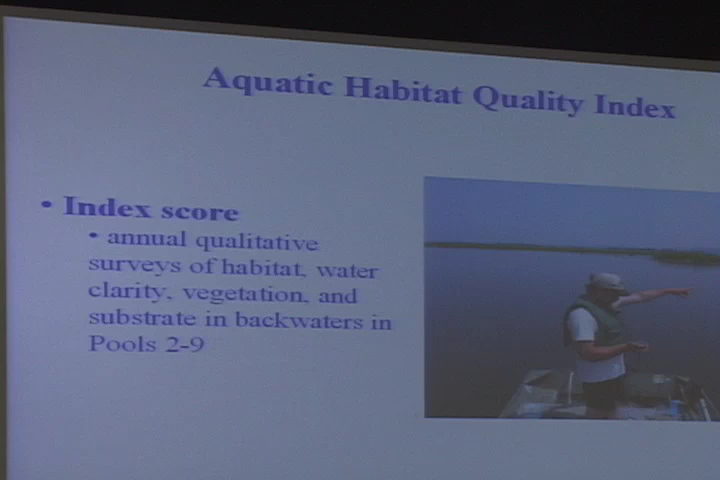 Aquatic Habitat Quality Index
• Index score
• annual qualitative
surveys of habitat, water
clarity, vegetation, and
substrate in backwaters in
Pools 2-9